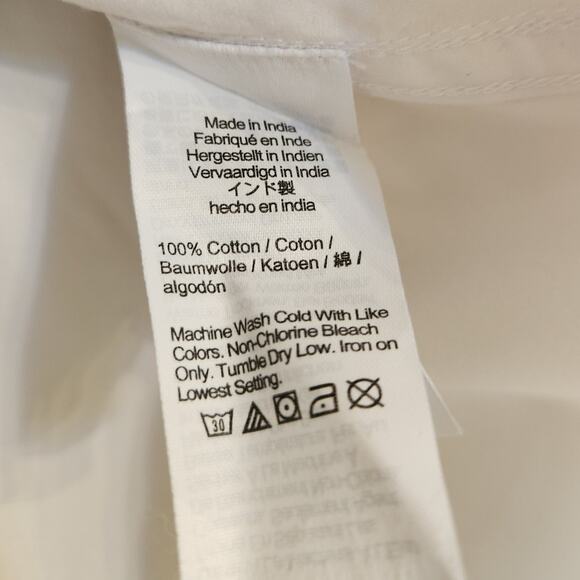 Made in India
Fabriqué en Inde
Hergestellt in Indien
Vervaardigd in India
インド製
hecho en india
100% Cotton / Coton /
Baumwolle / Katoen / 綿 /
algodón
Machine Wash Cold With Like
Colors. Non-Chlorine Bleach
Only. Tumble Dry Low. Iron on
Lowest Setting.
30